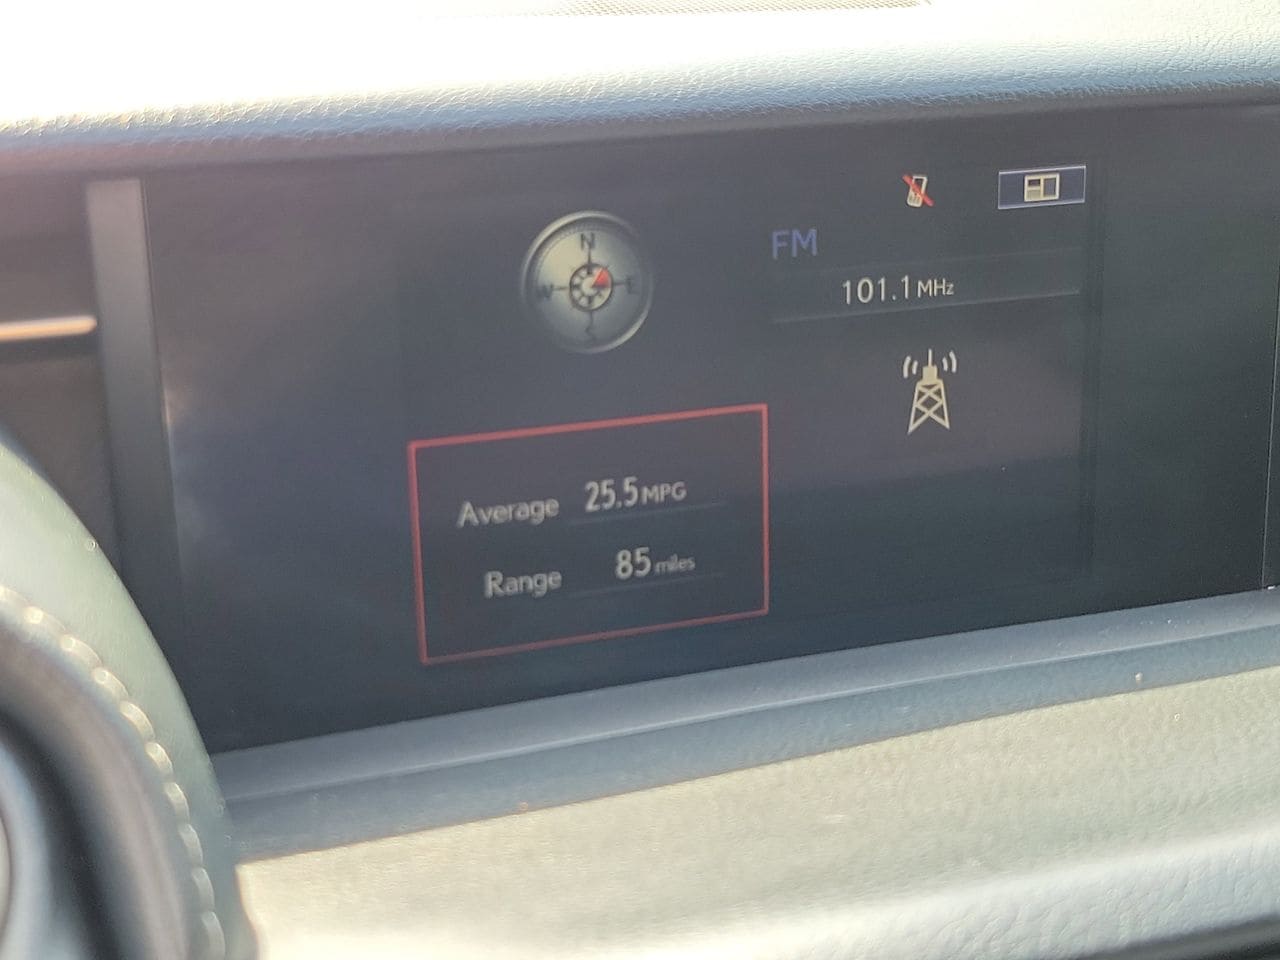 N
W E
S
FM
101.1 MHz
Average 25.5 MPG
Range 85 miles